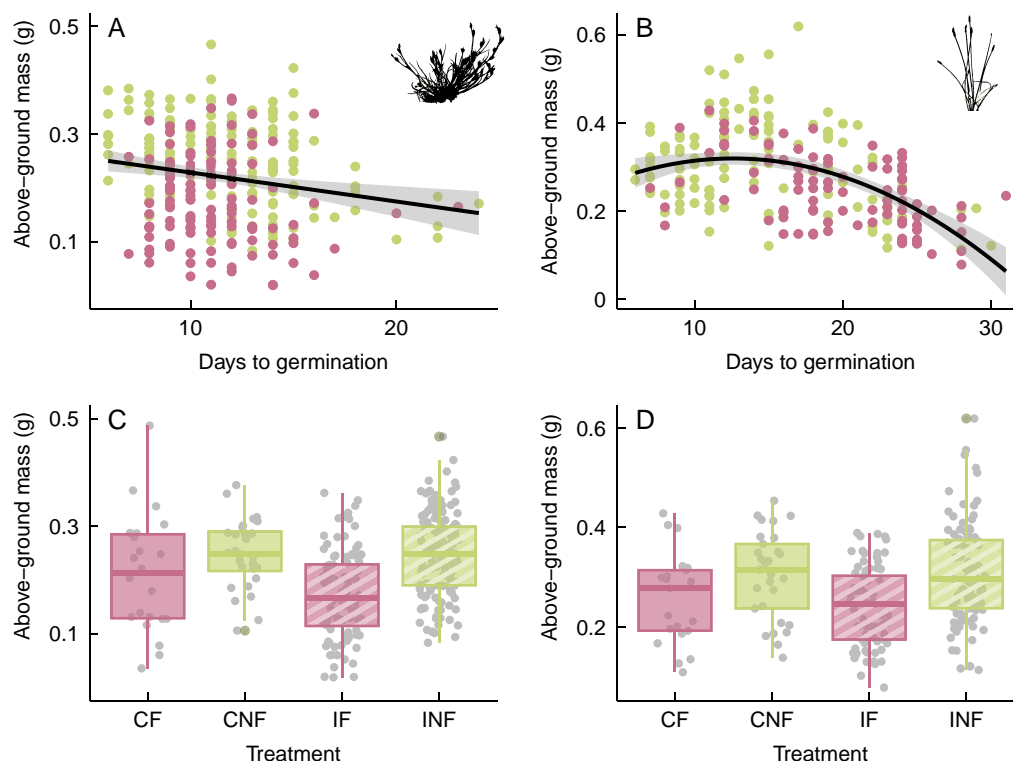 A
Above-ground mass (g)
0.5
0.3
0.1
10
20
Days to germination
B
Above-ground mass (g)
0.6
0.4
0.2
0
10
20
30
Days to germination
C
Above-ground mass (g)
0.5
0.3
0.1
CF
CNF
IF
INF
Treatment
D
Above-ground mass (g)
0.6
0.4
0.2
CF
CNF
IF
INF
Treatment